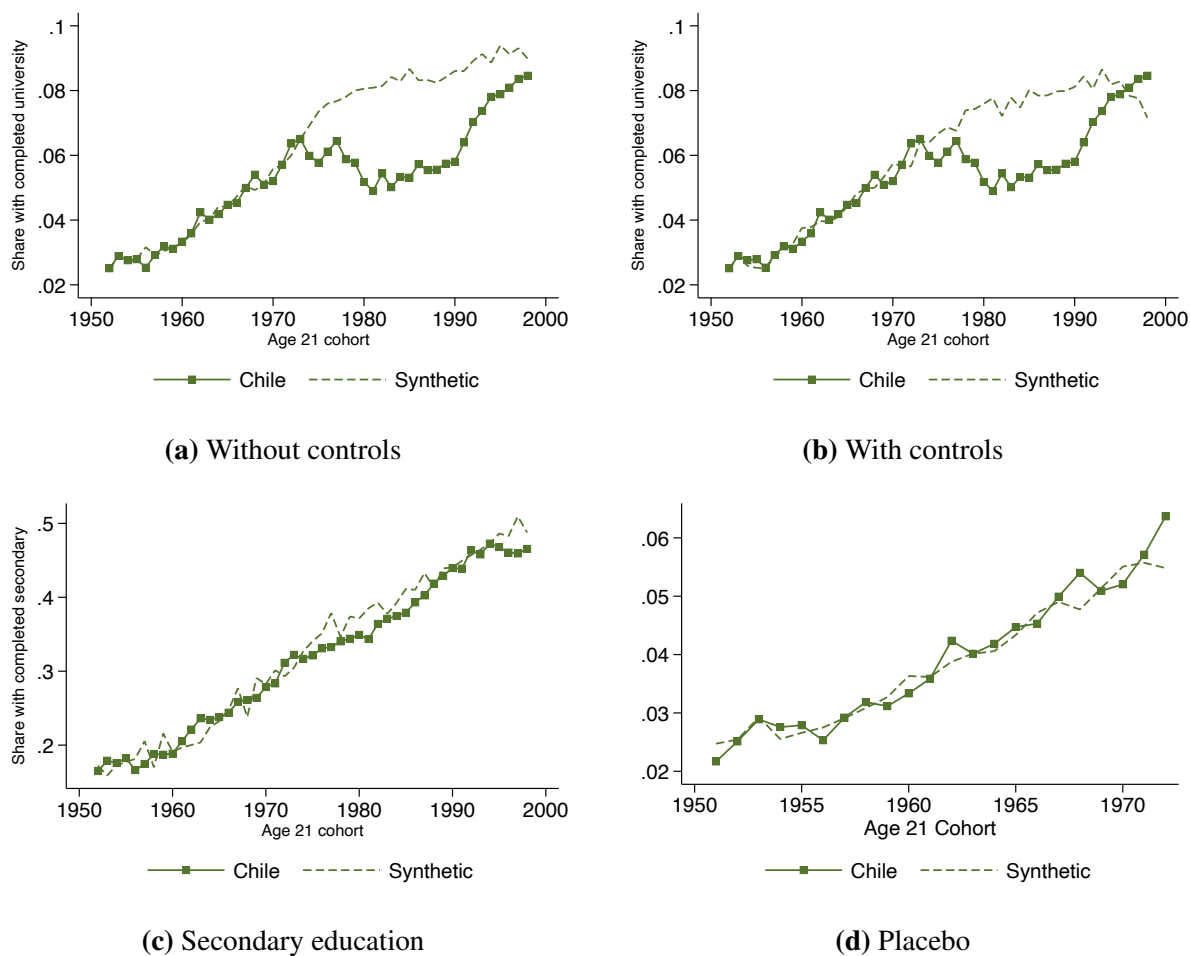 Share with completed university
.1
.08
.06
.04
.02
1950 1960 1970 1980 1990 2000
Age 21 cohort
Chile Synthetic
(a) Without controls
Share with completed university
.1
.08
.06
.04
.02
1950 1960 1970 1980 1990 2000
Age 21 cohort
Chile Synthetic
(b) With controls
Share with completed secondary
.5
.4
.3
.2
1950 1960 1970 1980 1990 2000
Age 21 cohort
Chile Synthetic
(c) Secondary education
.06
.05
.04
.03
.02
1950 1955 1960 1965 1970
Age 21 Cohort
Chile Synthetic
(d) Placebo